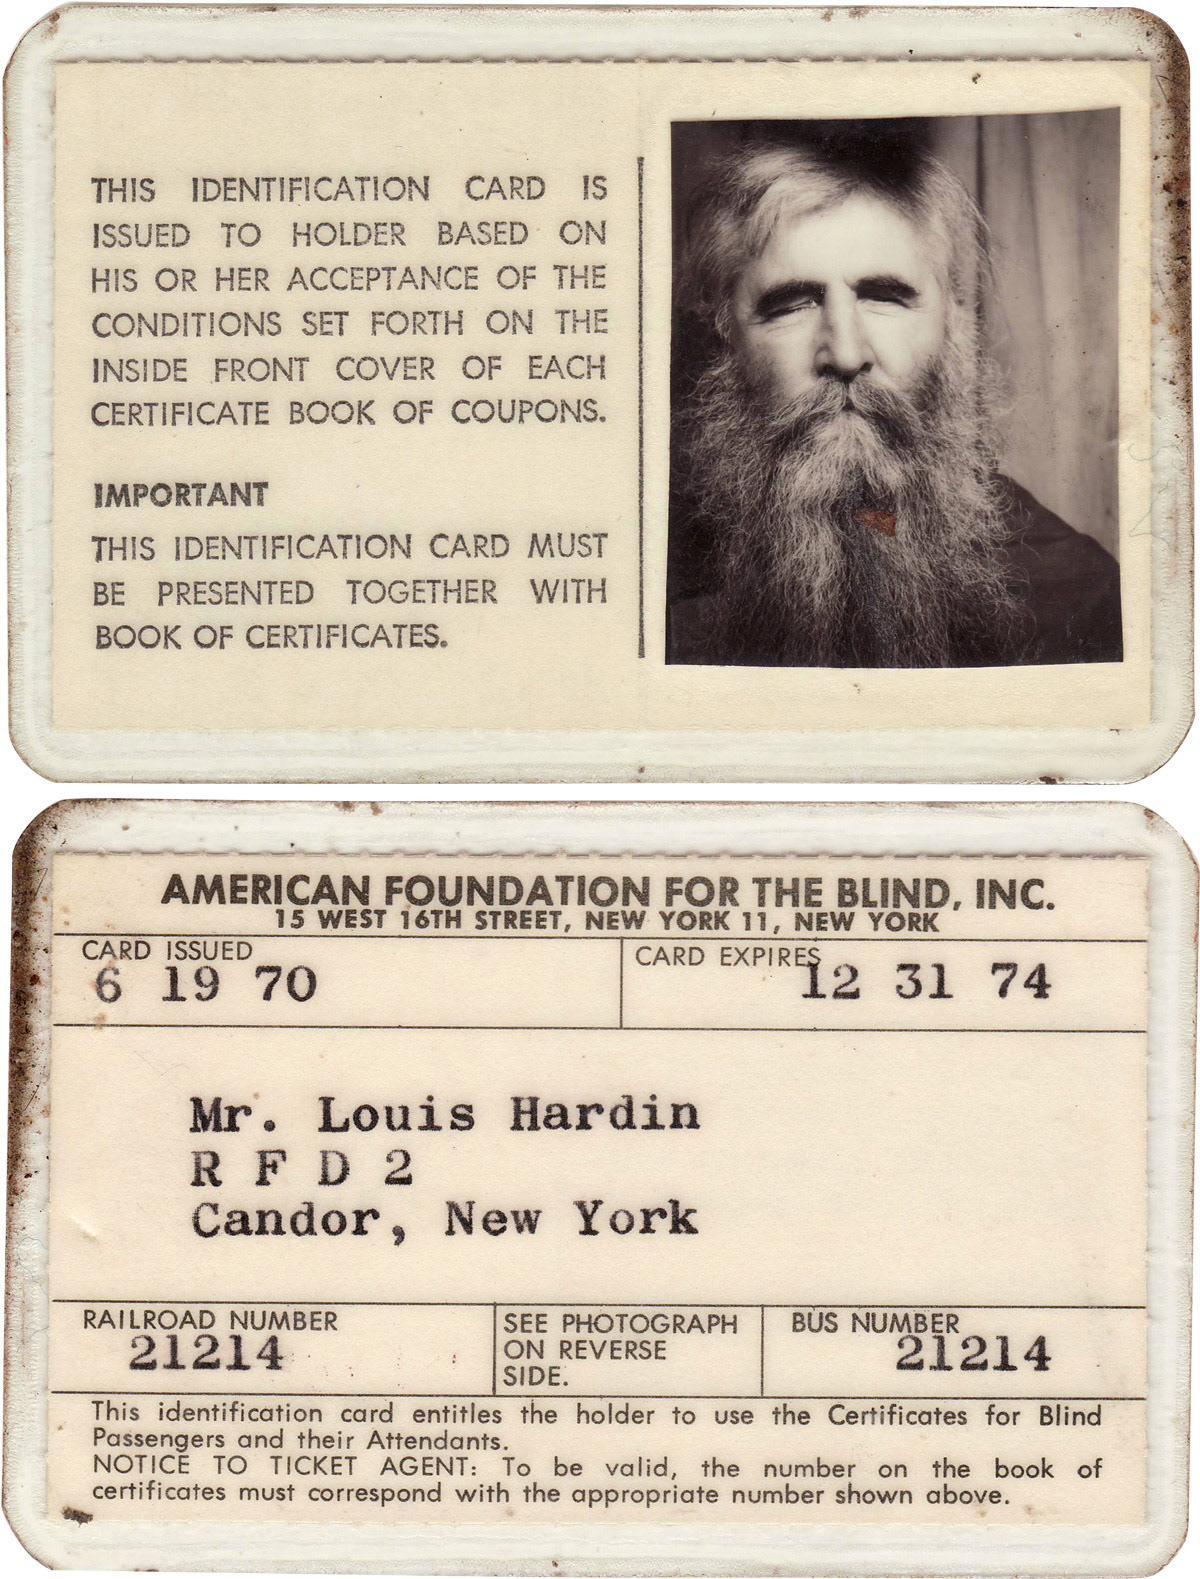 THIS IDENTIFICATION CARD IS
ISSUED TO HOLDER BASED ON
HIS OR HER ACCEPTANCE OF THE
CONDITIONS SET FORTH ON THE
INSIDE FRONT COVER OF EACH
CERTIFICATE BOOK OF COUPONS.
IMPORTANT
THIS IDENTIFICATION CARD MUST
BE PRESENTED TOGETHER WITH
BOOK OF CERTIFICATES.
AMERICAN FOUNDATION FOR THE BLIND, INC.
15 WEST 16TH STREET, NEW YORK 11, NEW YORK
CARD ISSUED
6 19 70
CARD EXPIRES
12 31 74
Mr. Louis Hardin
R F D 2
Candor, New York
RAILROAD NUMBER
21214
SEE PHOTOGRAPH
ON REVERSE
SIDE.
BUS NUMBER
21214
This identification card entitles the holder to use the Certificates for Blind
Passengers and their Attendants.
NOTICE TO TICKET AGENT: To be valid, the number on the book of
certificates must correspond with the appropriate number shown above.